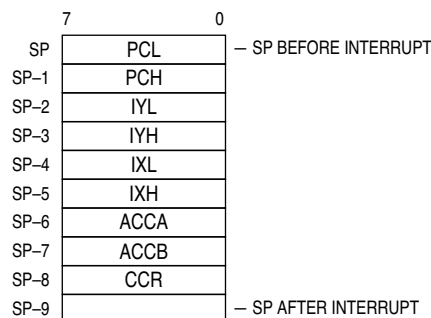 7 0
SP PCL – SP BEFORE INTERRUPT
SP–1 PCH
SP–2 IYL
SP–3 IYH
SP–4 IXL
SP–5 IXH
SP–6 ACCA
SP–7 ACCB
SP–8 CCR
SP–9 – SP AFTER INTERRUPT